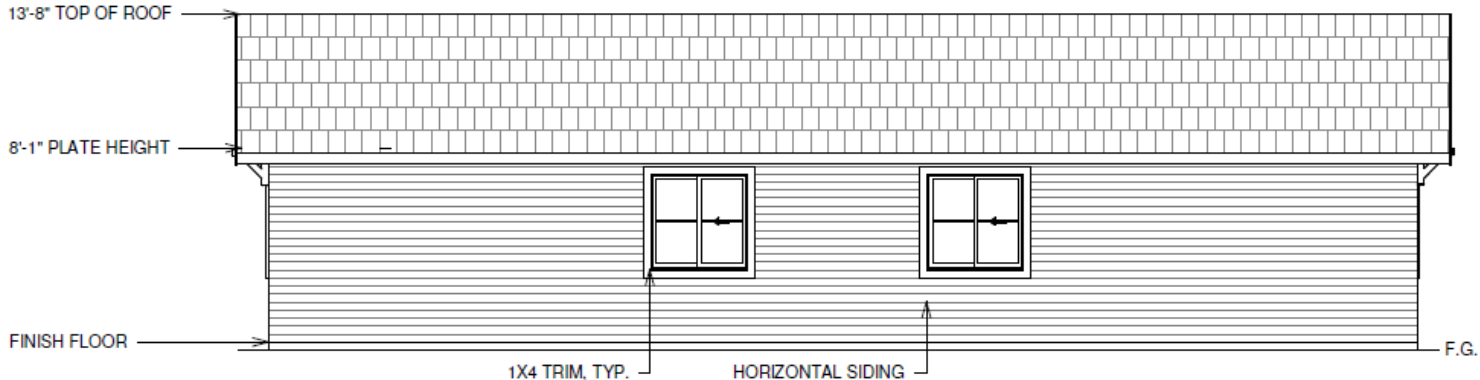 13'-8" TOP OF ROOF
8'-1" PLATE HEIGHT
FINISH FLOOR
F.G.
1X4 TRIM, TYP.
HORIZONTAL SIDING